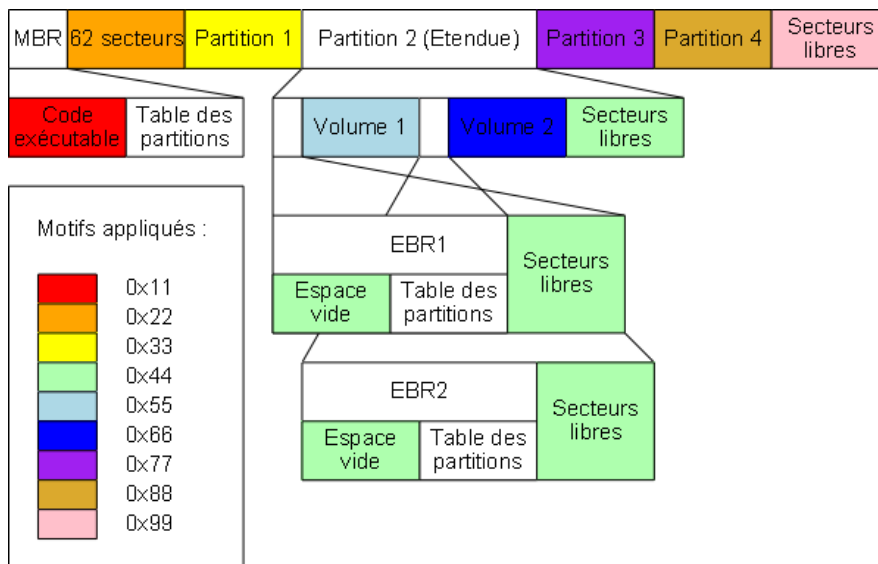 MBR
62 secteurs
Partition 1
Partition 2 (Etendue)
Partition 3
Partition 4
Secteurs
libres
Code
exécutable
Table des
partitions
Volume 1
Volume 2
Secteurs
libres
Motifs appliqués :
0x11
0x22
0x33
0x44
0x55
0x66
0x77
0x88
0x99
EBR1
Secteurs
libres
Espace
vide
Table des
partitions
EBR2
Secteurs
libres
Espace
vide
Table des
partitions